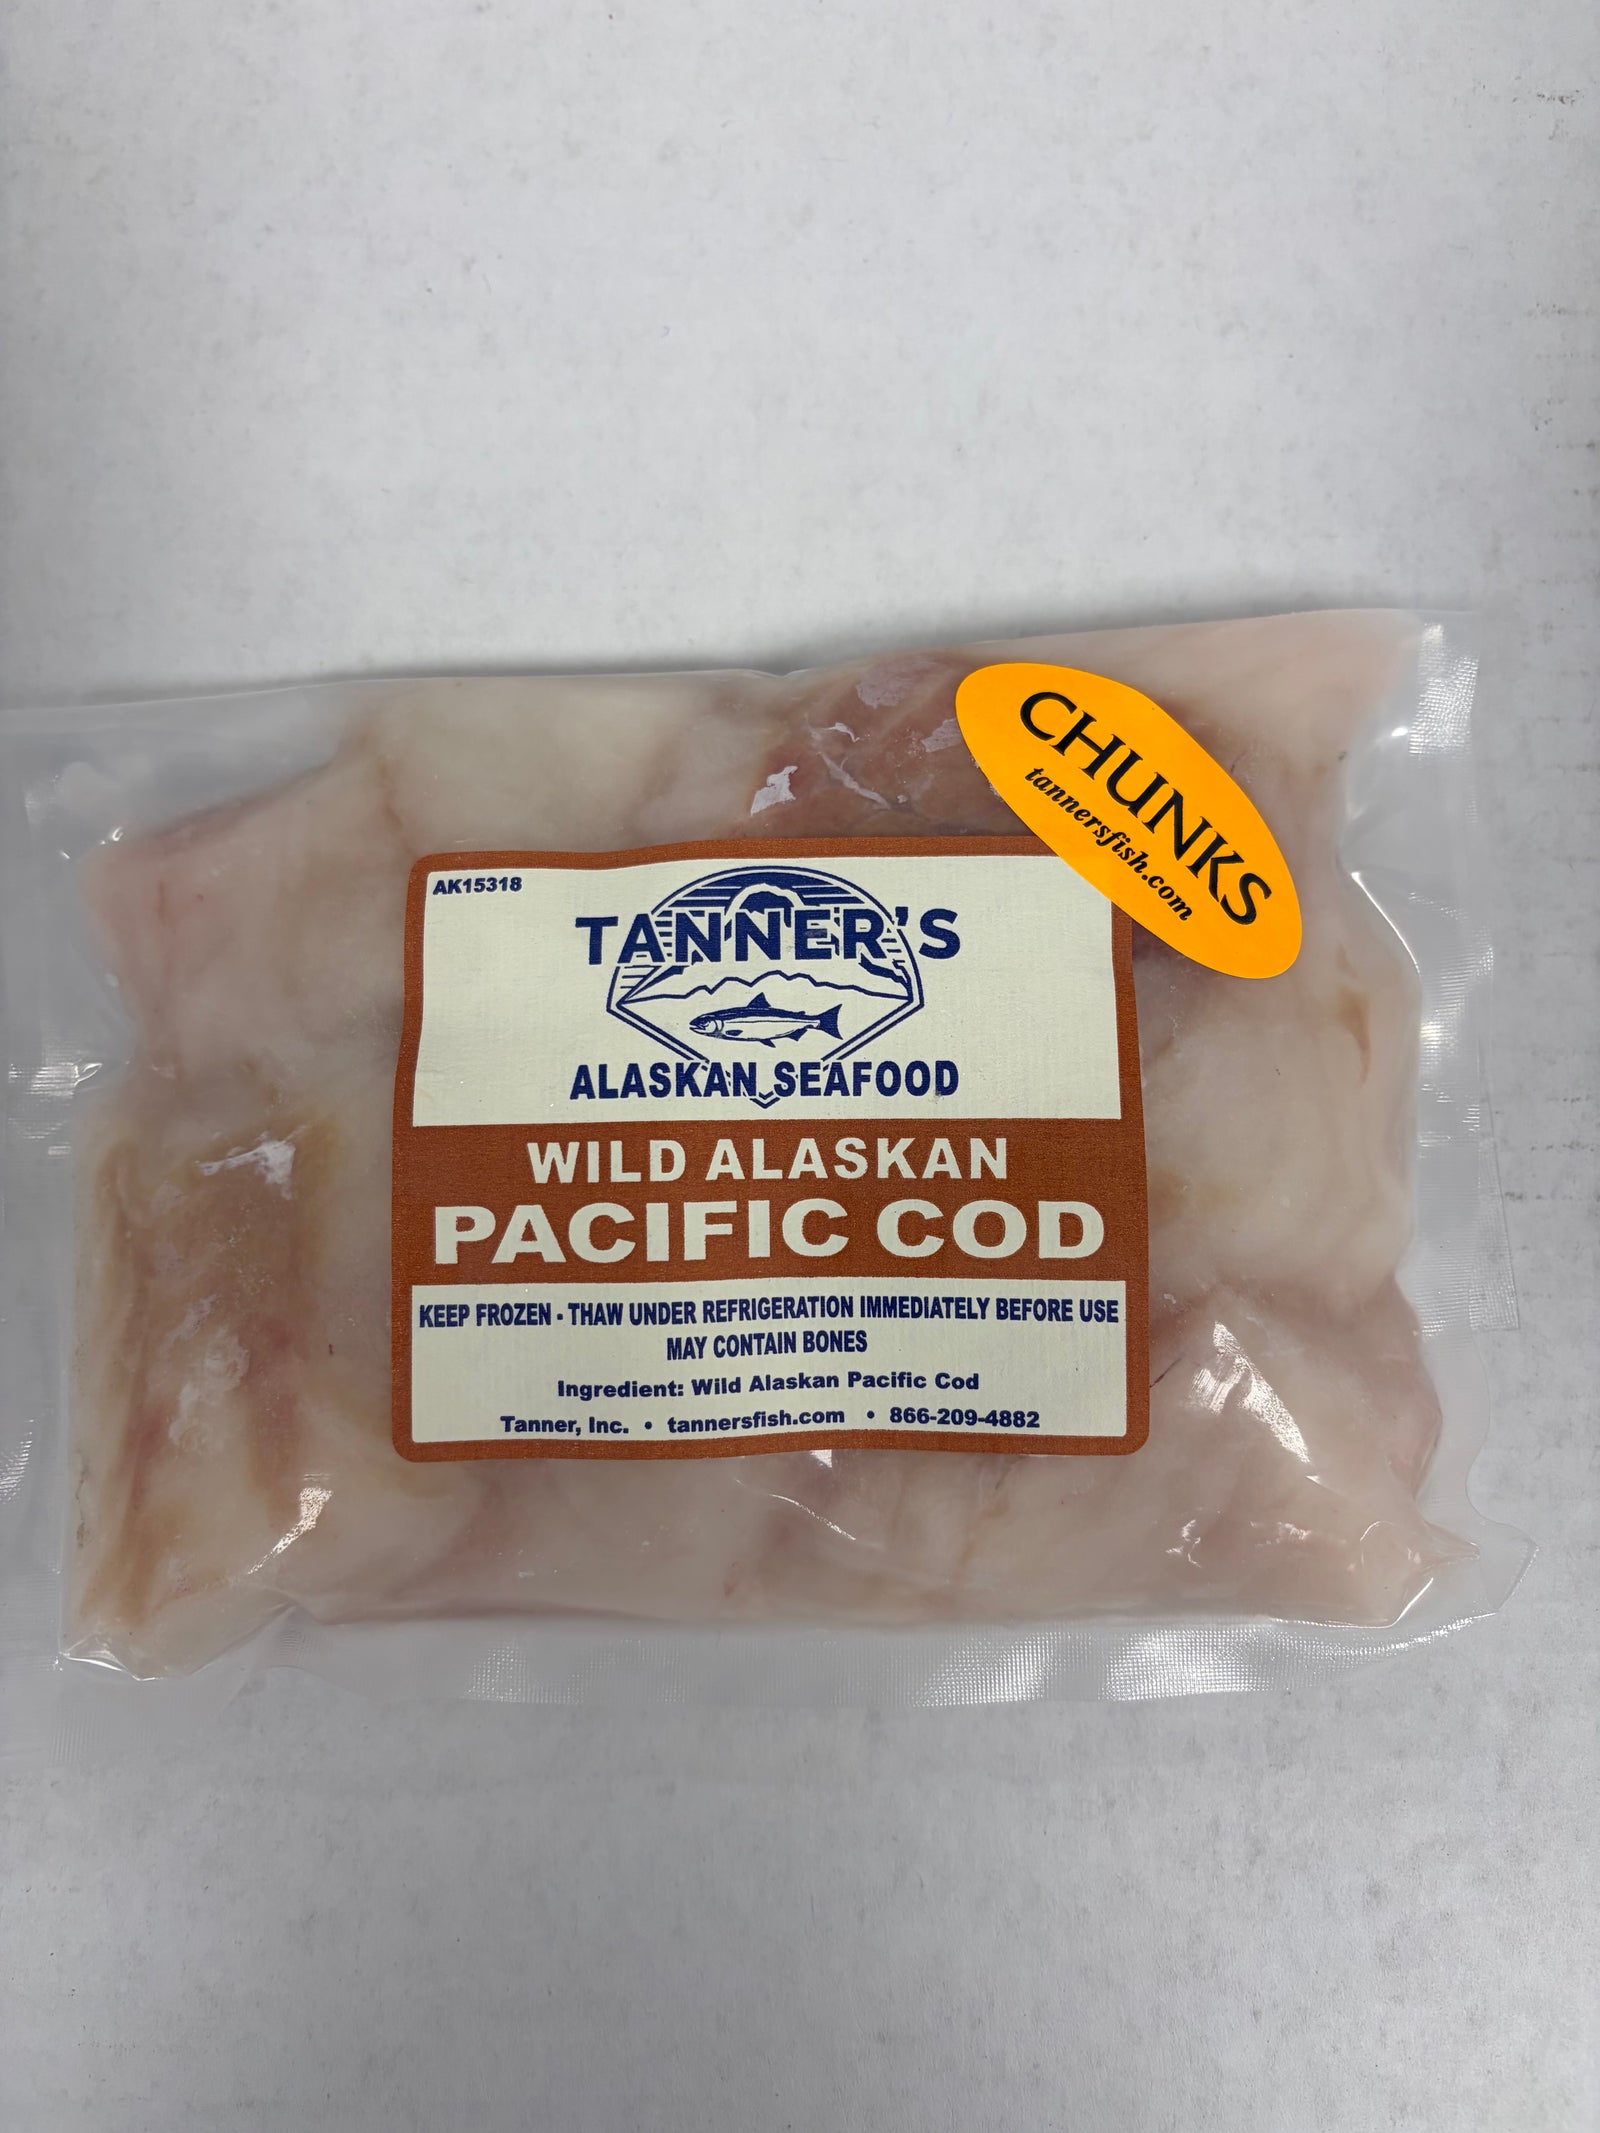 CHUNKS
tannersfish.com
AK15318
TANNER'S
ALASKAN SEAFOOD
WILD ALASKAN
PACIFIC COD
KEEP FROZEN - THAW UNDER REFRIGERATION IMMEDIATELY BEFORE USE
MAY CONTAIN BONES
Ingredient: Wild Alaskan Pacific Cod
Tanner, Inc. • tannersfish.com • 866-209-4882